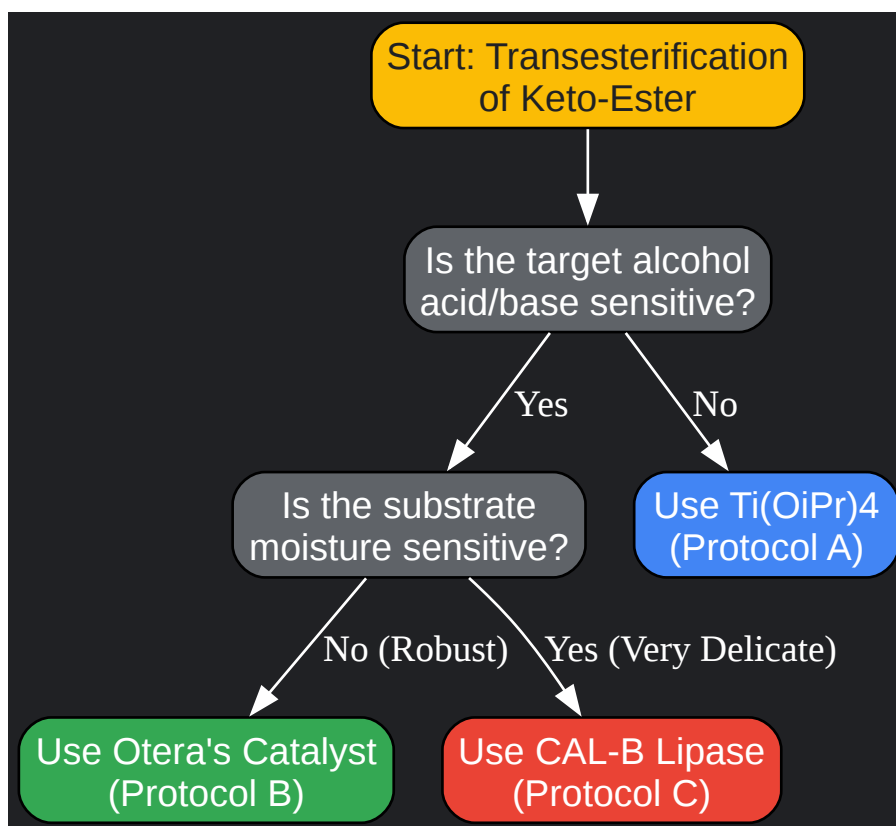 Start: Transesterification
of Keto-Ester
Is the target alcohol
acid/base sensitive?
Yes
No
Is the substrate
moisture sensitive?
Use Ti(OiPr)4
(Protocol A)
No (Robust)
Yes (Very Delicate)
Use Otera's Catalyst
(Protocol B)
Use CAL-B Lipase
(Protocol C)